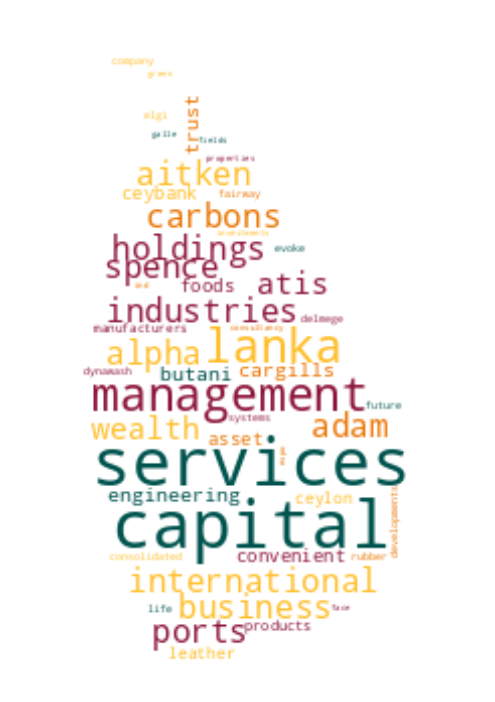 company
green
elgi
trust
galle
fields
properties
aitken
ceybank
fairway
carbons
investments
holdings
evoke
spence
and
foods
atis
industries
delmege
manufacturers
consultancy
alpha
lanka
dynawash
butani
cargills
management
future
systems
wealth
adam
asset
services
engineering
ceylon
developments
capital
consolidated
convenient
rubber
international
life
business
face
ports
products
leather